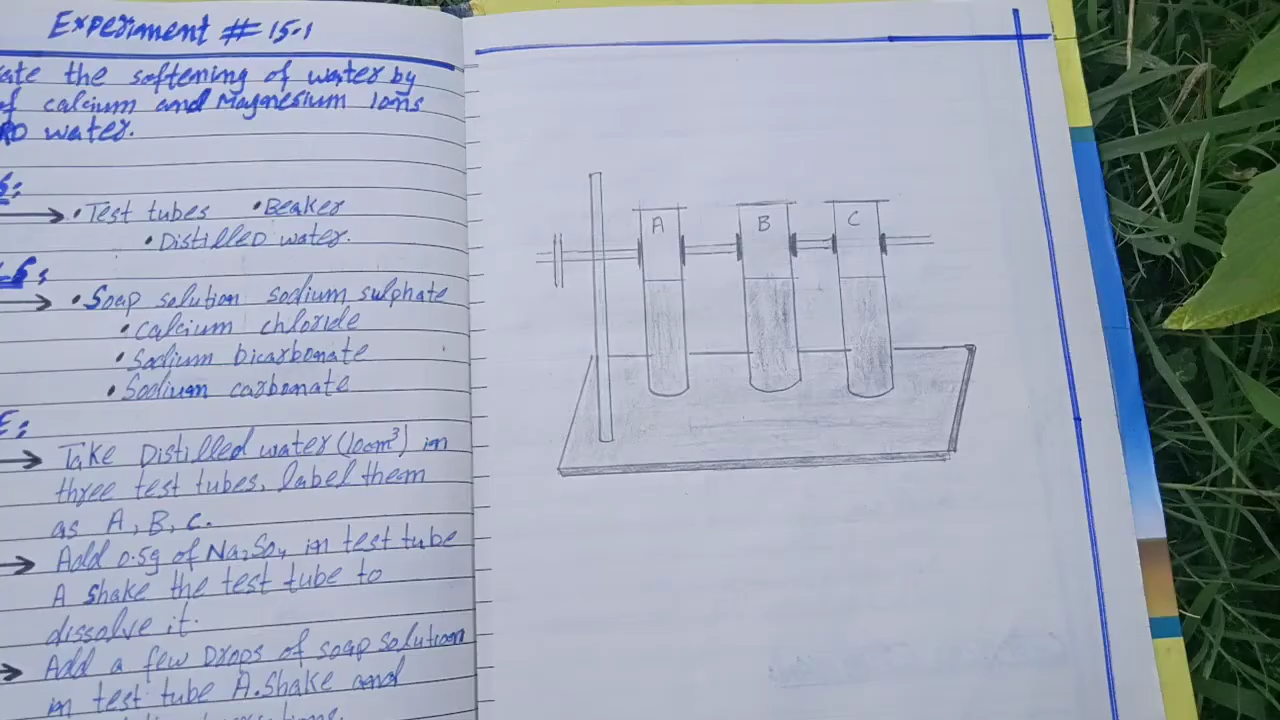 Experiment # 15-1
ate the softening of water by
of calcium and Magnesium Ions
RO water.
S:
• Test tubes • Beaker
• Distilled water.
LS:
• Soap solution sodium sulphate
• Calcium chloride
• Sodium bicarbonate
• Sodium carbonate
E:
Take Distilled water (10cm³) in
three test tubes, label them
as A, B, C.
Add 0.5g of Na₂So₄ in test tube
A shake the test tube to
dissolve it.
Add a few Drops of soap solution
in test tube A. Shake and
A B C